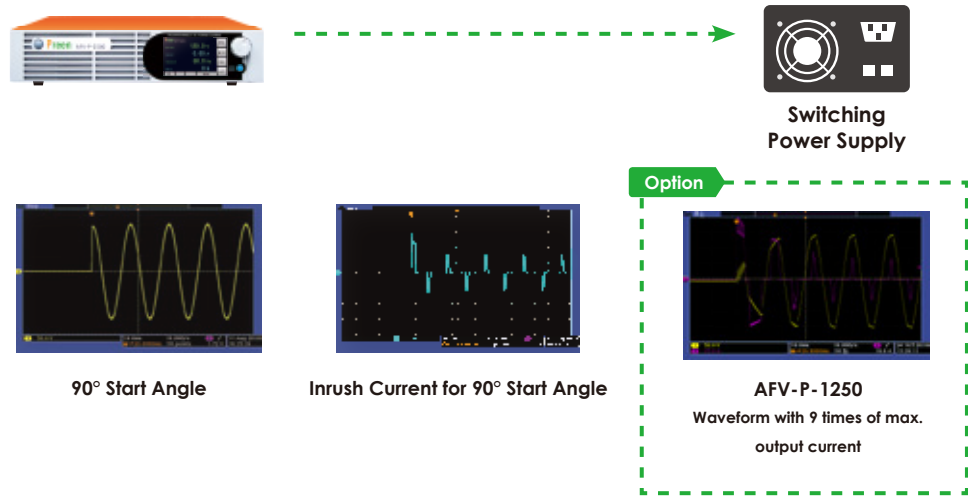 Preen
Switching
Power Supply
Option
90° Start Angle
Inrush Current for 90° Start Angle
AFV-P-1250
Waveform with 9 times of max.
output current